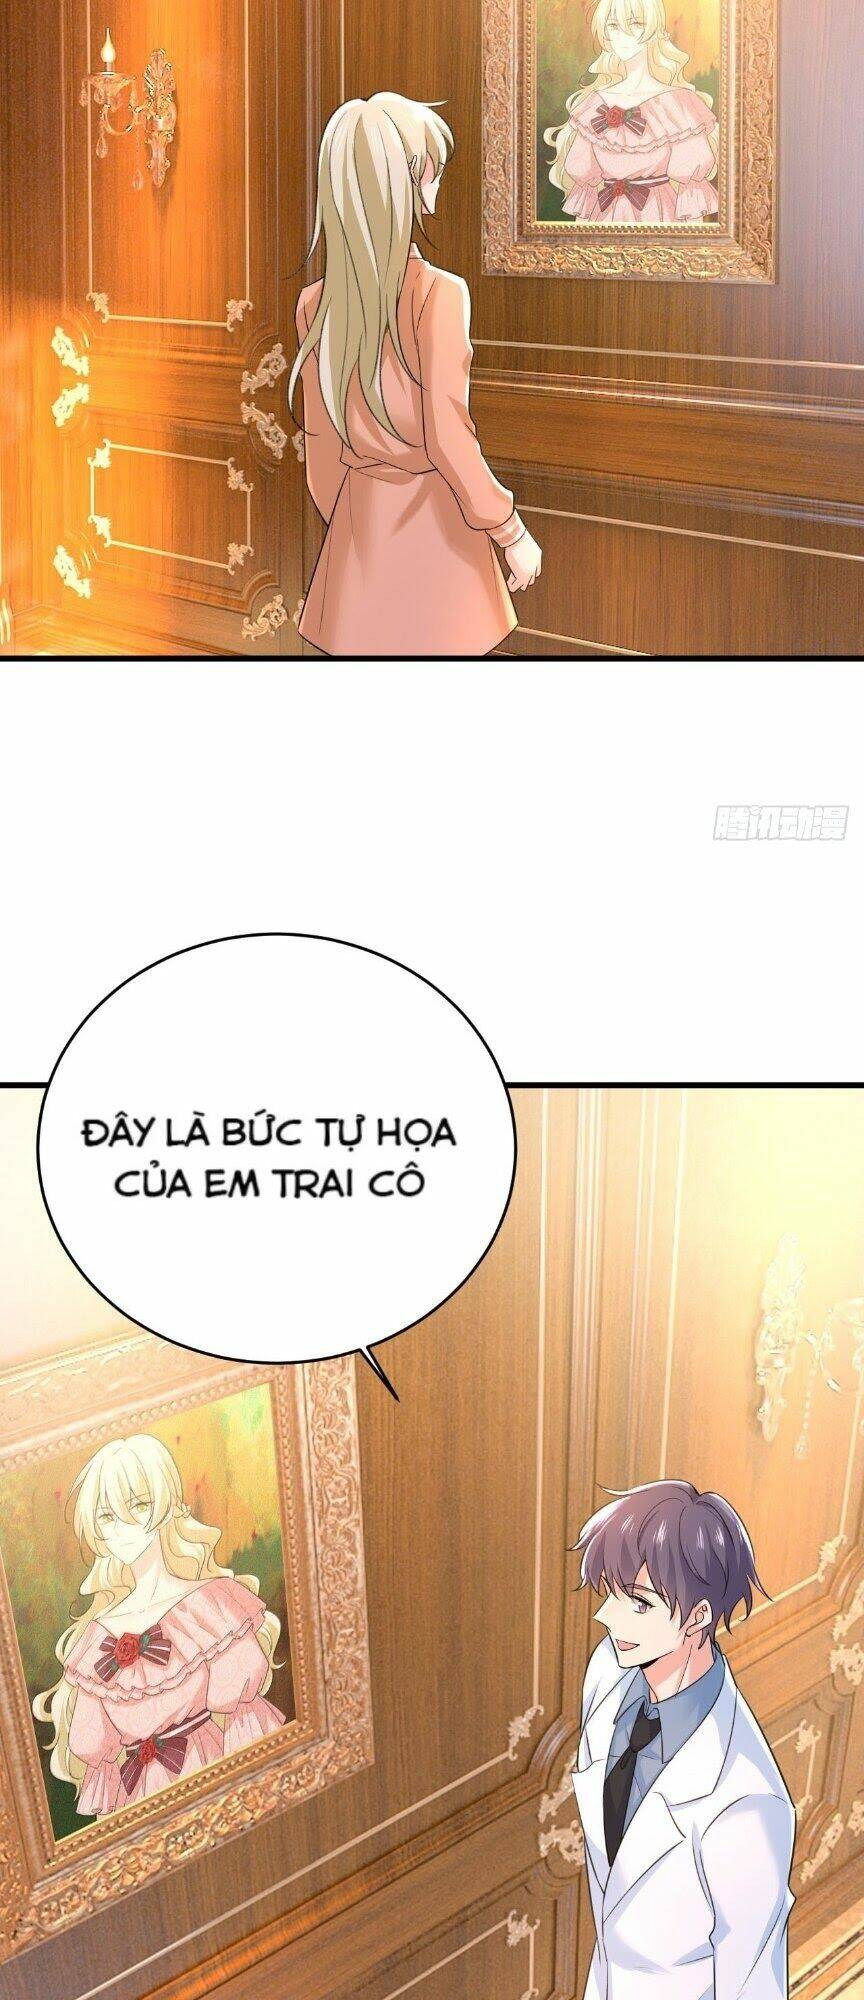 腾讯动漫
ĐÂY LÀ BỨC TỰ HỌA
CỦA EM TRAI CÔ